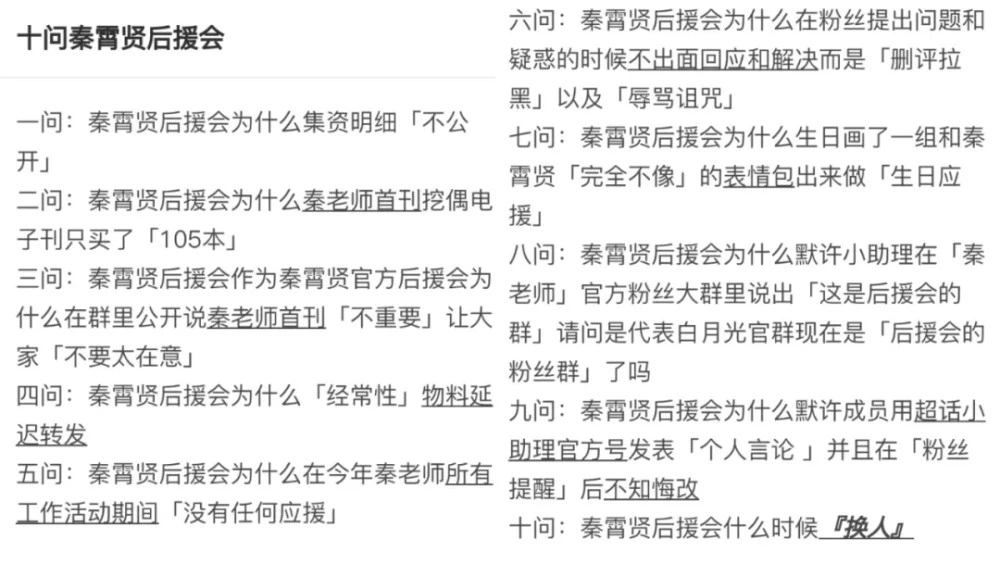 十问秦霄贤后援会
一问：秦霄贤后援会为什么集资明细「不公
开」
二问：秦霄贤后援会为什么秦老师首刊挖偶电
子刊只买了「105本」
三问：秦霄贤后援会作为秦霄贤官方后援会为
什么在群里公开说秦老师首刊「不重要」让大
家「不要太在意」
四问：秦霄贤后援会为什么「经常性」物料延
迟转发
五问：秦霄贤后援会为什么在今年秦老师所有
工作活动期间「没有任何应援」
六问：秦霄贤后援会为什么在粉丝提出问题和
疑惑的时候不出面回应和解决而是「删评拉
黑」以及「辱骂诅咒」
七问：秦霄贤后援会为什么生日画了一组和秦
霄贤「完全不像」的表情包出来做「生日应
援」
八问：秦霄贤后援会为什么默许小助理在「秦
老师」官方粉丝大群里说出「这是后援会的
群」请问是代表白月光官群现在是「后援会的
粉丝群」了吗
九问：秦霄贤后援会为什么默许成员用超话小
助理官方号发表「个人言论 」并且在「粉丝
提醒」后不知悔改
十问：秦霄贤后援会什么时候『换人』